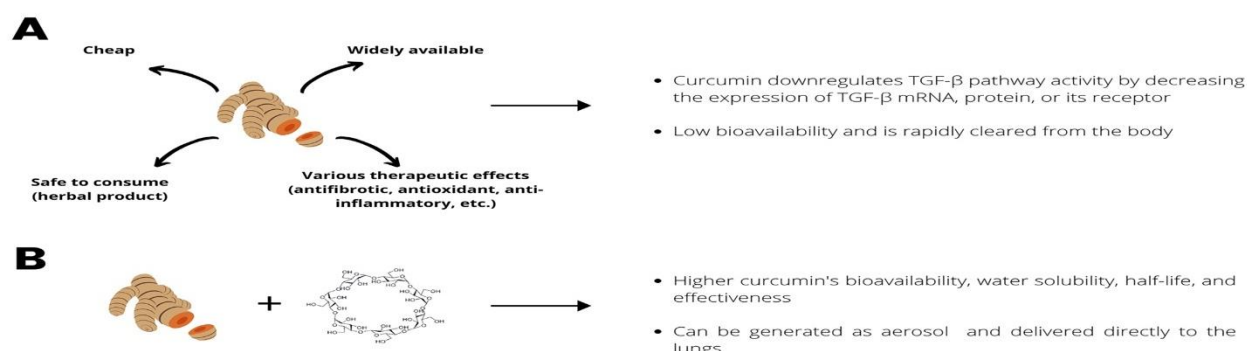 A
Cheap
Widely available
Safe to consume
(herbal product)
Various therapeutic effects
(antifibrotic, antioxidant, anti-
inflammatory, etc.)
• Curcumin downregulates TGF-β pathway activity by decreasing
the expression of TGF-β mRNA, protein, or its receptor
• Low bioavailability and is rapidly cleared from the body
B
+
• Higher curcumin's bioavailability, water solubility, half-life, and
effectiveness
• Can be generated as aerosol and delivered directly to the
lungs